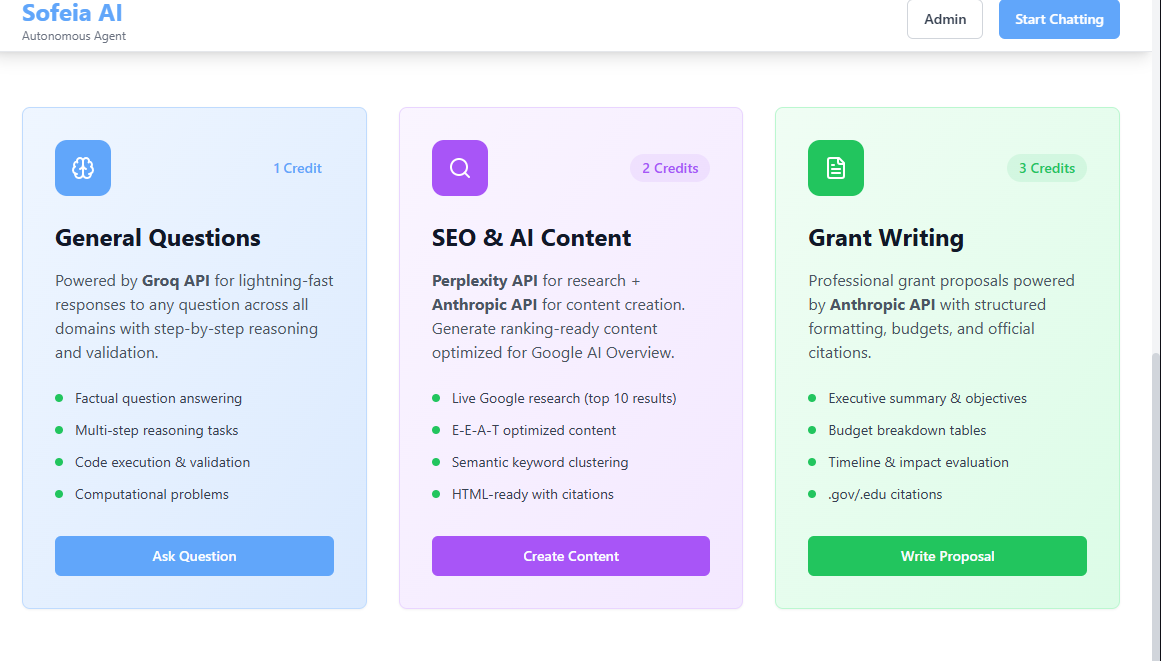 Sofeia AI
Autonomous Agent
Admin
Start Chatting
1 Credit
General Questions
Powered by Groq API for lightning-fast
responses to any question across all
domains with step-by-step reasoning
and validation.
Factual question answering
Multi-step reasoning tasks
Code execution & validation
Computational problems
Ask Question
2 Credits
SEO & AI Content
Perplexity API for research +
Anthropic API for content creation.
Generate ranking-ready content
optimized for Google AI Overview.
Live Google research (top 10 results)
E-E-A-T optimized content
Semantic keyword clustering
HTML-ready with citations
Create Content
3 Credits
Grant Writing
Professional grant proposals powered
by Anthropic API with structured
formatting, budgets, and official
citations.
Executive summary & objectives
Budget breakdown tables
Timeline & impact evaluation
.gov/.edu citations
Write Proposal